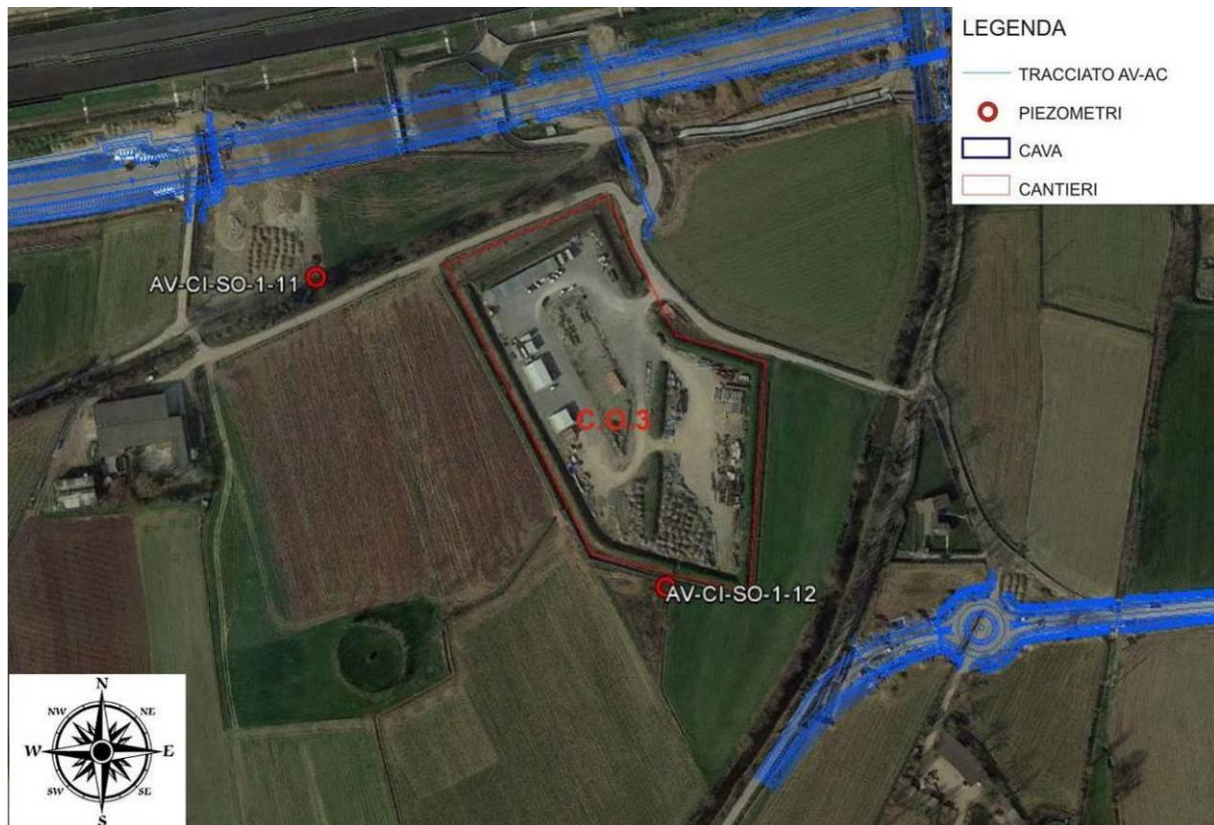 LEGENDA
TRACCIATO AV-AC
PIEZOMETRI
CAVA
CANTIERI
AV-CI-SO-1-11
C.O.3
AV-CI-SO-1-12
N
NW NE
W E
SW SE
S